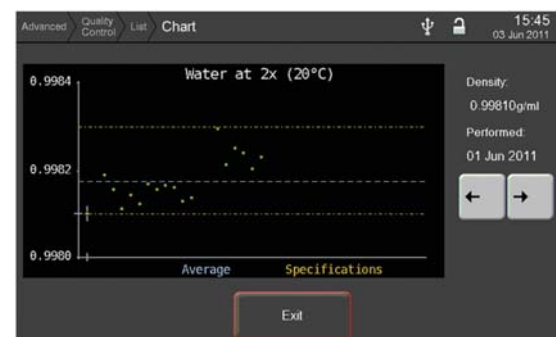 Advanced Quality Control List Chart
15:45
03 Jun 2011
Water at 2x (20°C)
0.9984
0.9982
0.9980
Average Specifications
Density:
0.99810g/ml
Performed:
01 Jun 2011
Exit